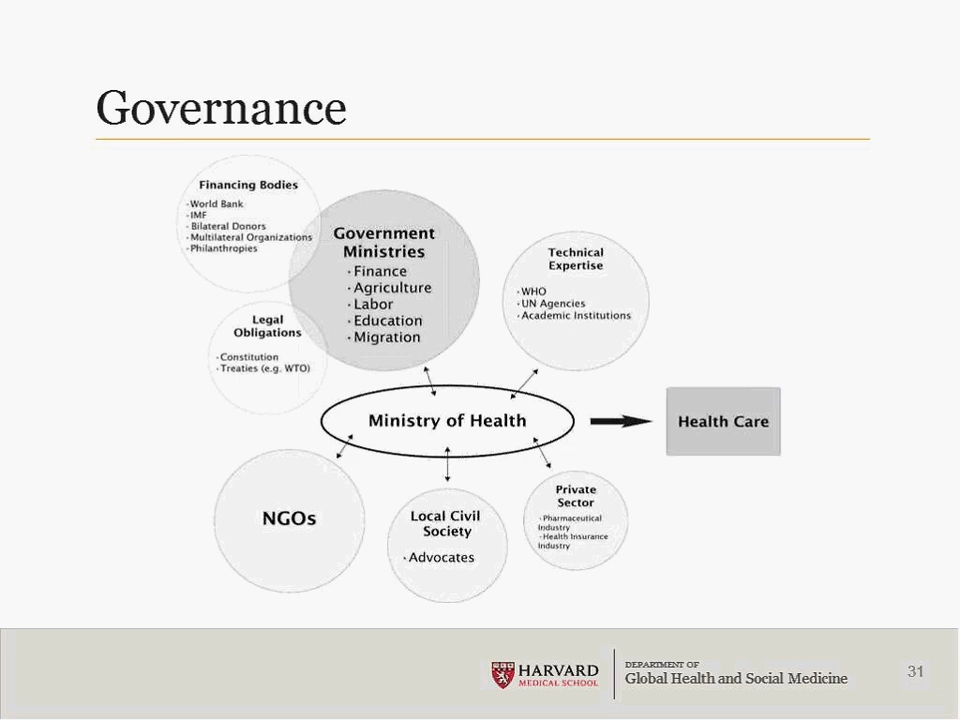 Governance
Financing Bodies
·World Bank
·IMF
·Bilateral Donors
·Multilateral Organizations
·Philanthropies
Government
Ministries
·Finance
·Agriculture
·Labor
·Education
·Migration
Technical
Expertise
·WHO
·UN Agencies
·Academic Institutions
Legal
Obligations
·Constitution
·Treaties (e.g. WTO)
Ministry of Health
Health Care
NGOs
Local Civil
Society
·Advocates
Private
Sector
·Pharmaceutical
Industry
·Health Insurance
Industry
HARVARD
MEDICAL SCHOOL
DEPARTMENT OF
Global Health and Social Medicine
31